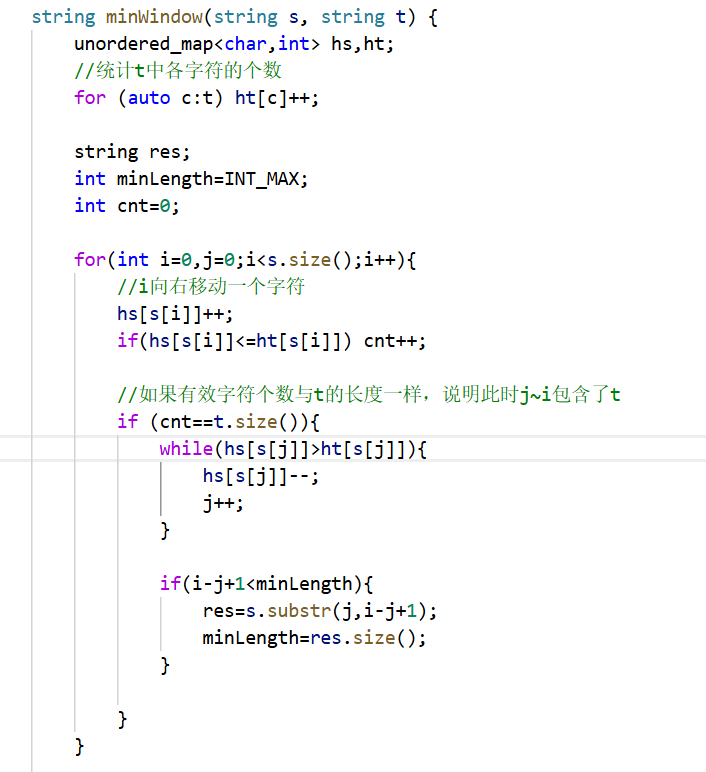 string minWindow(string s, string t) {
    unordered_map<char,int> hs,ht;
    //统计t中各字符的个数
    for (auto c:t) ht[c]++;
    string res;
    int minLength=INT_MAX;
    int cnt=0;
    for(int i=0,j=0;i<s.size();i++){
        //i向右移动一个字符
        hs[s[i]]++;
        if(hs[s[i]]<=ht[s[i]]) cnt++;
        //如果有效字符个数与t的长度一样，说明此时j~i包含了t
        if (cnt==t.size()){
            while(hs[s[j]]>ht[s[j]]){
                hs[s[j]]--;
                j++;
            }
            if(i-j+1<minLength){
                res=s.substr(j,i-j+1);
                minLength=res.size();
            }
        }
    }